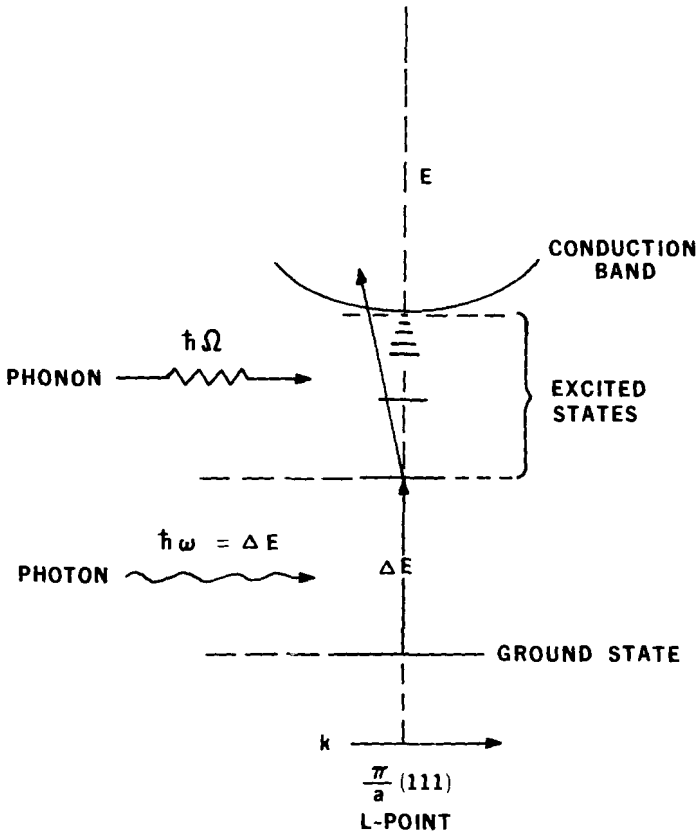 E
CONDUCTION
BAND
ħΩ
PHONON
EXCITED
STATES
ħω = ΔE
PHOTON
ΔE
GROUND STATE
k
π/a (111)
L-POINT